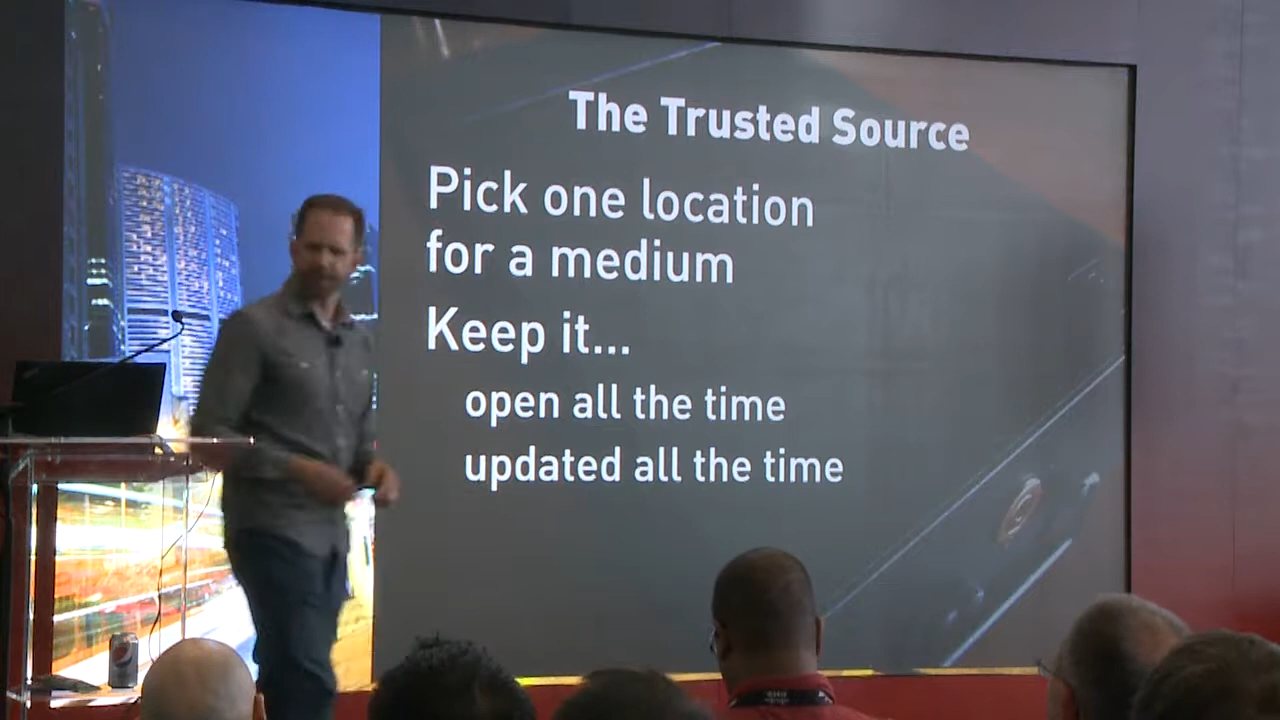 The Trusted Source
Pick one location
for a medium
Keep it...
open all the time
updated all the time